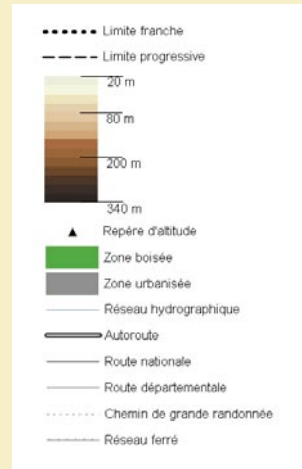 Limite franche
Limite progressive
20 m
80 m
200 m
340 m
Repére d'altitude
Zone boisée
Zone urbanisée
Réseau hydrographique
Autoroute
Route nationale
Route départementale
Chemin de grande randonnée
Réseau ferré